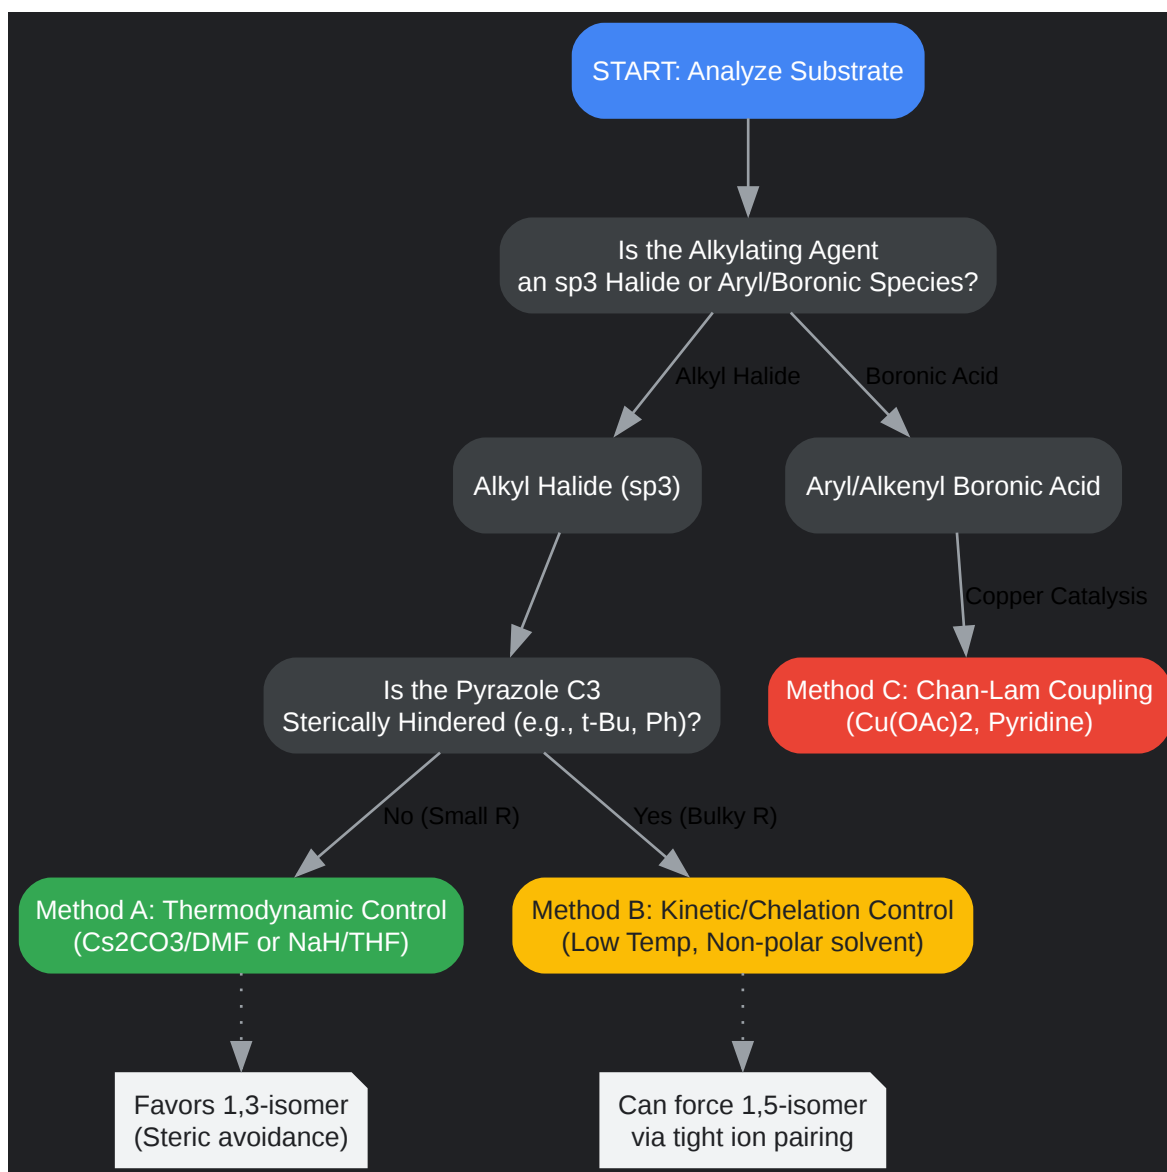 START: Analyze Substrate
Is the Alkylating Agent
an sp3 Halide or Aryl/Boronic Species?
Alkyl Halide
Boronic Acid
Alkyl Halide (sp3)
Aryl/Alkenyl Boronic Acid
Copper Catalysis
Is the Pyrazole C3
Sterically Hindered (e.g., t-Bu, Ph)?
Method C: Chan-Lam Coupling
(Cu(OAc)2, Pyridine)
No (Small R)
Yes (Bulky R)
Method A: Thermodynamic Control
(Cs2CO3/DMF or NaH/THF)
Method B: Kinetic/Chelation Control
(Low Temp, Non-polar solvent)
Favors 1,3-isomer
(Steric avoidance)
Can force 1,5-isomer
via tight ion pairing